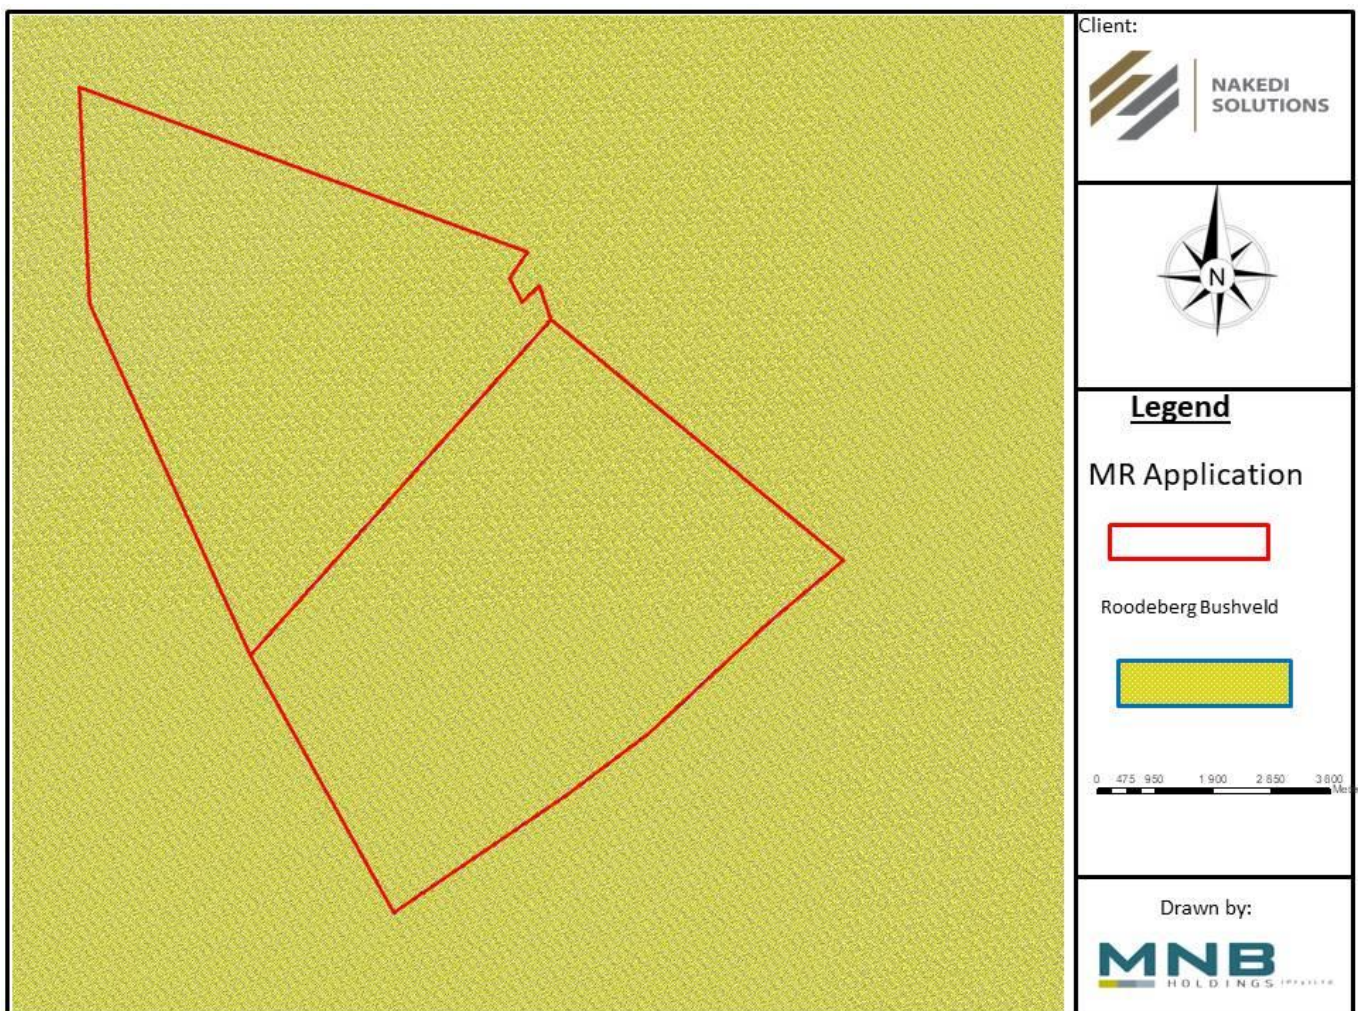 Client:
NAKEDI
SOLUTIONS
N
Legend
MR Application
Roodeberg Bushveld
0 475 950 1 900 2 850 3 800
Drawn by:
MNB
HOLDINGS